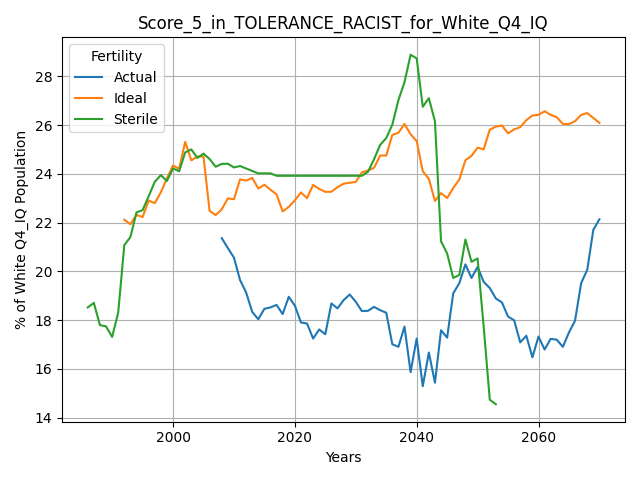 Score_5_in_TOLERANCE_RACIST_for_White_Q4_IQ
Fertility
Actual
Ideal
Sterile
% of White Q4_IQ Population
28
26
24
22
20
18
16
14
2000
2020
2040
2060
Years